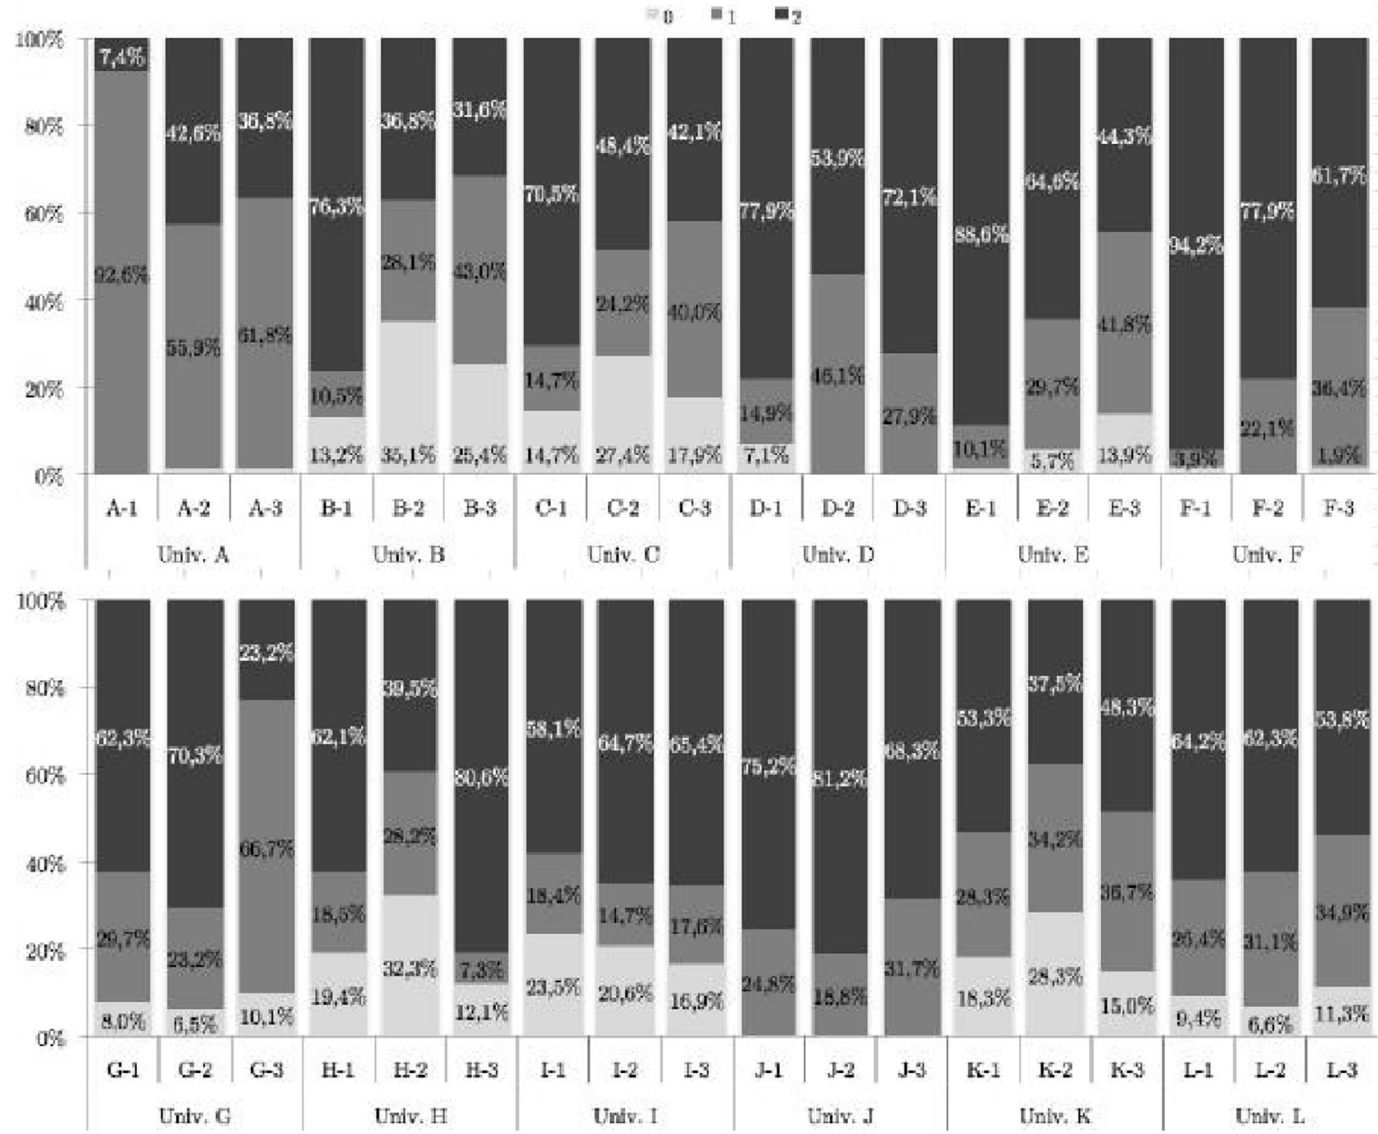 0 1 2
100% 7,4% 42,6% 36,8% 76,3% 36,8% 31,6% 70,5% 48,4% 42,1% 77,9% 53,9% 72,1% 88,6% 64,6% 44,3% 94,2% 77,9% 61,7%
80%
60%
92,6% 55,9% 61,8% 10,5% 28,1% 43,0% 14,7% 24,2% 40,0% 14,9% 46,1% 27,9% 10,1% 29,7% 41,8% 3,9% 22,1% 36,4%
40%
20%
13,2% 35,1% 25,4% 14,7% 27,4% 17,9% 7,1% 5,7% 13,9% 1,9%
0%
A-1 A-2 A-3 B-1 B-2 B-3 C-1 C-2 C-3 D-1 D-2 D-3 E-1 E-2 E-3 F-1 F-2 F-3
Univ. A Univ. B Univ. C Univ. D Univ. E Univ. F
100%
62,3% 70,3% 23,2% 62,1% 39,5% 80,6% 58,1% 64,7% 65,4% 75,2% 81,2% 68,3% 53,3% 37,5% 48,3% 64,2% 62,3% 53,8%
80%
60%
29,7% 23,2% 66,7% 18,5% 28,2% 7,3% 18,4% 14,7% 17,6% 24,8% 18,8% 31,7% 28,3% 34,2% 36,7% 26,4% 31,1% 34,9%
40%
20%
8,0% 6,5% 10,1% 19,4% 32,3% 12,1% 23,5% 20,6% 16,9% 18,3% 28,3% 15,0% 9,4% 6,6% 11,3%
0%
G-1 G-2 G-3 H-1 H-2 H-3 I-1 I-2 I-3 J-1 J-2 J-3 K-1 K-2 K-3 L-1 L-2 L-3
Univ. G Univ. H Univ. I Univ. J Univ. K Univ. L